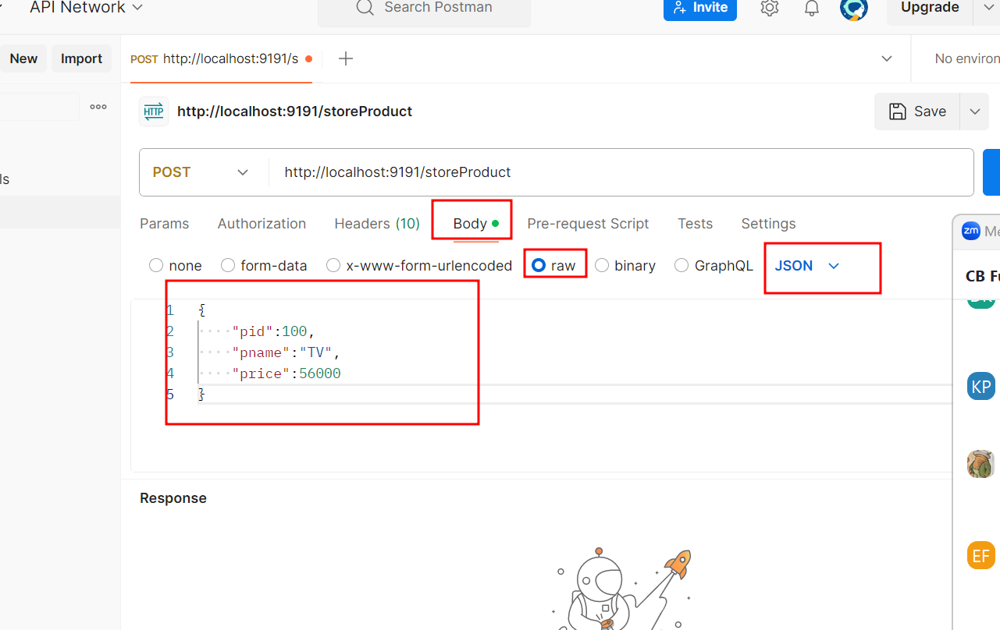 API Network
Search Postman
Invite
Upgrade
New
Import
POST http://localhost:9191/s
No environ
HTTP
http://localhost:9191/storeProduct
Save
ls
POST
http://localhost:9191/storeProduct
Params
Authorization
Headers (10)
Body
Pre-request Script
Tests
Settings
zm
Me
none
form-data
x-www-form-urlencoded
raw
binary
GraphQL
JSON
CB Fu
1 {
2 "pid":100,
3 "pname":"TV",
4 "price":56000
5 }
KP
Response
EF